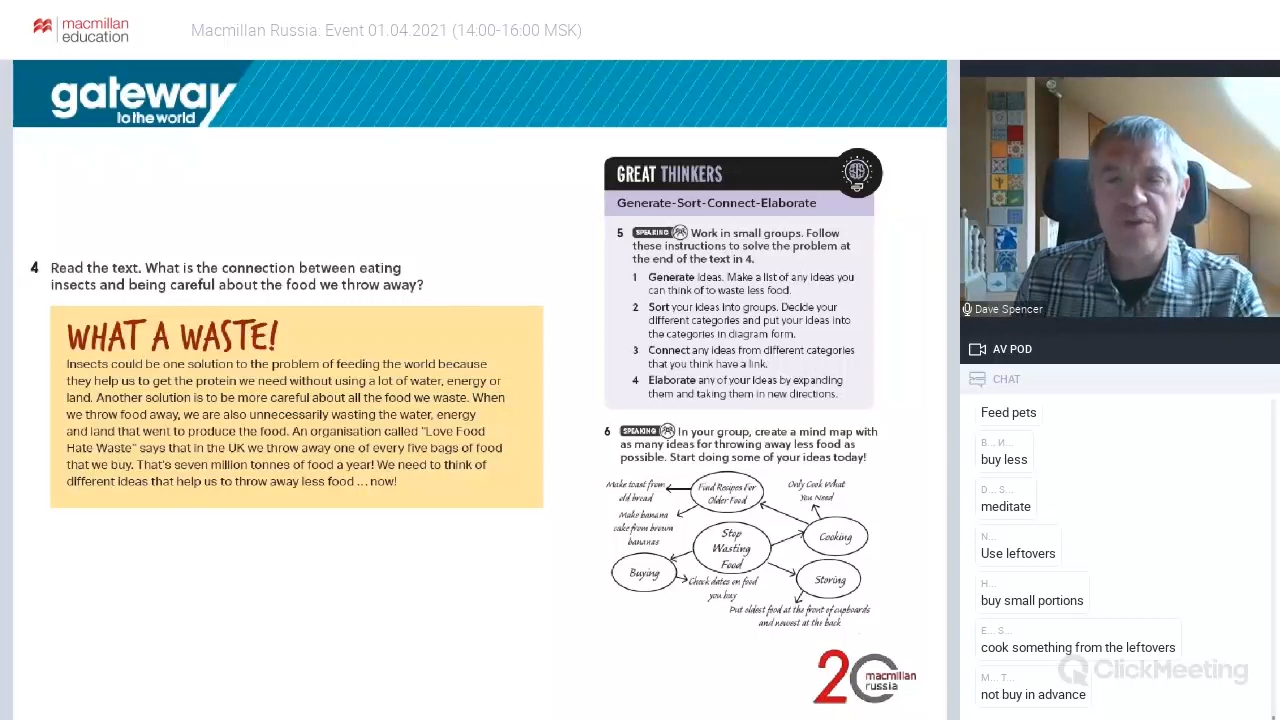 macmillan
education
Macmillan Russia: Event 01.04.2021 (14:00-16:00 MSK)
gateway
to the world
4 Read the text. What is the connection between eating
insects and being careful about the food we throw away?
WHAT A WASTE!
Insects could be one solution to the problem of feeding the world because
they help us to get the protein we need without using a lot of water, energy or
land. Another solution is to be more careful about all the food we waste. When
we throw food away, we are also unnecessarily wasting the water, energy
and land that went to produce the food. An organisation called "Love Food
Hate Waste" says that in the UK we throw away one of every five bags of food
that we buy. That's seven million tonnes of food a year! We need to think of
different ideas that help us to throw away less food ... now!
GREAT THINKERS
Generate-Sort-Connect-Elaborate
5 SPEAKING Work in small groups. Follow
these instructions to solve the problem at
the end of the text in 4.
1 Generate ideas. Make a list of any ideas you
can think of to waste less food.
2 Sort your ideas into groups. Decide your
different categories and put your ideas into
the categories in diagram form.
3 Connect any ideas from different categories
that you think have a link.
4 Elaborate any of your ideas by expanding
them and taking them in new directions.
6 SPEAKING In your group, create a mind map with
as many ideas for throwing away less food as
possible. Start doing some of your ideas today!
Make toast from
old bread
Find Recipes For
Older Food
Only Cook What
You Need
Make banana
cake from brown
bananas
Stop
Wasting
Food
Cooking
Buying
Check dates on food
you buy
Storing
Put oldest food at the front of cupboards
and newest at the back
20
macmillan
russia
Dave Spencer
AV POD
CHAT
Feed pets
В... И...
buy less
D... S...
meditate
N...
Use leftovers
H...
buy small portions
E... S...
cook something from the leftovers
M... T...
not buy in advance
ClickMeeting